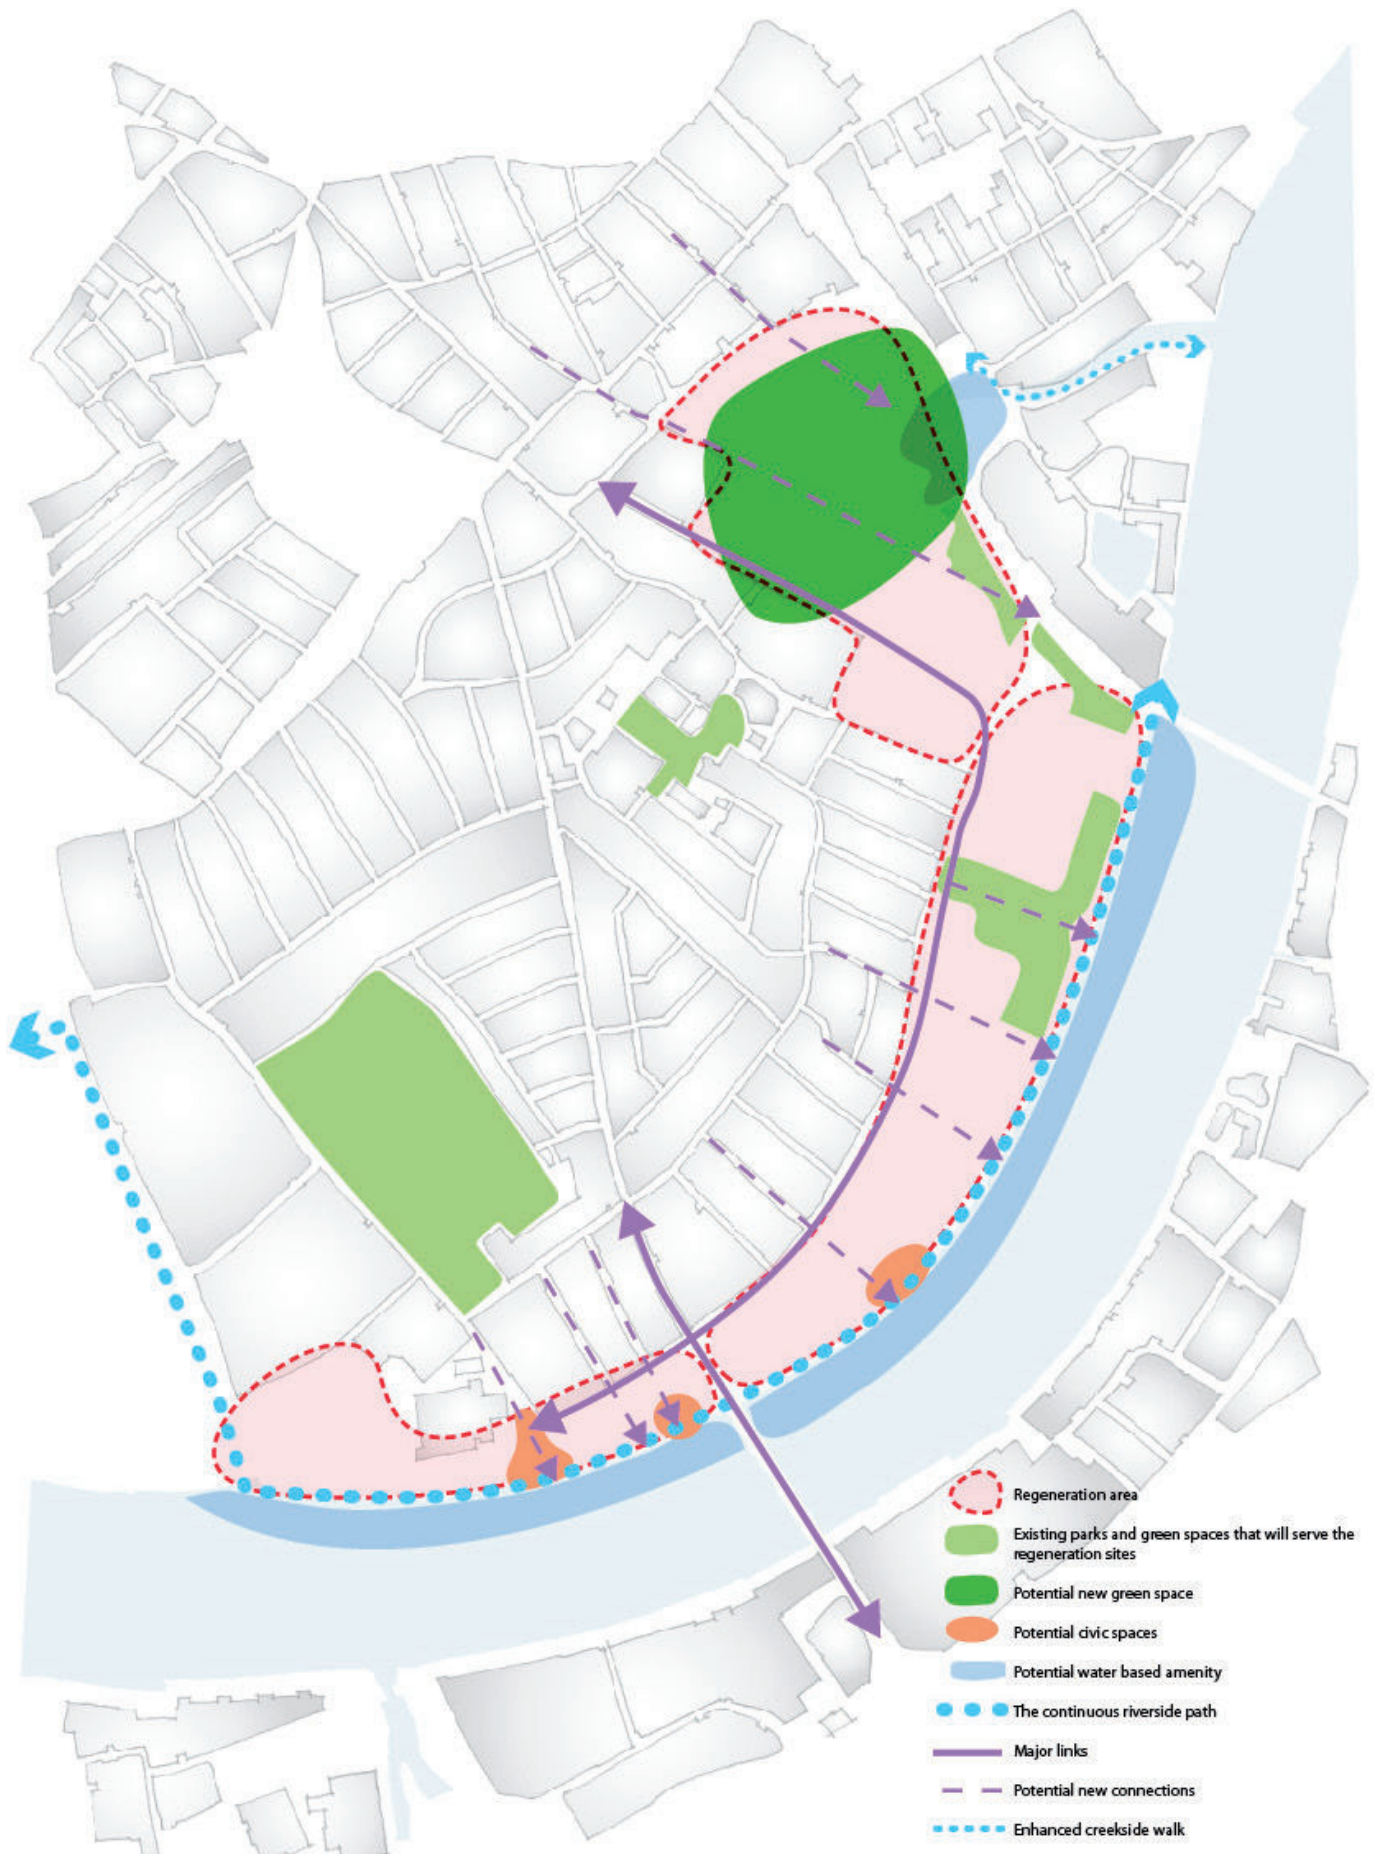 Regeneration area
Existing parks and green spaces that will serve the
regeneration sites
Potential new green space
Potential civic spaces
Potential water based amenity
The continuous riverside path
Major links
Potential new connections
Enhanced creekside walk